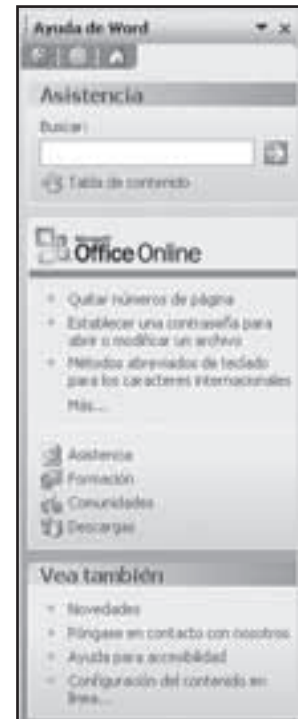 Ayuda de Word
Asistencia
Buscar:
Tabla de contenido
Office Online
Quitar números de página
Establecer una contraseña para
abrir o modificar un archivo
Métodos abreviados de teclado
para los caracteres internacionales
Más...
Asistencia
Formación
Comunidades
Descargas
Vea también
Novedades
Póngase en contacto con nosotros
Ayuda para accesibilidad
Configuración del contenido en
línea...